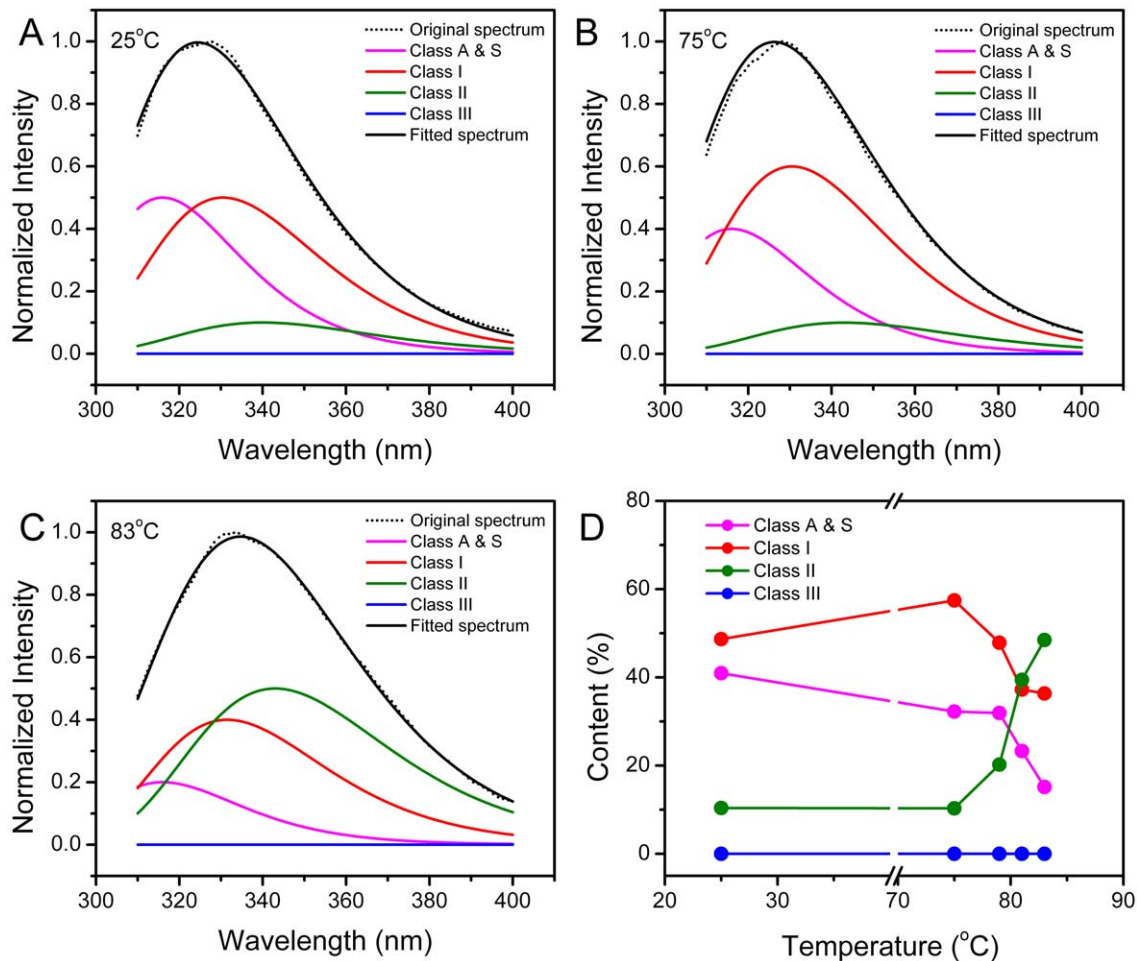 A
25°C
Original spectrum
Class A & S
Class I
Class II
Class III
Fitted spectrum
Normalized Intensity
1.0
0.8
0.6
0.4
0.2
0.0
300 320 340 360 380 400
Wavelength (nm)
B
75°C
Original spectrum
Class A & S
Class I
Class II
Class III
Fitted spectrum
Normalized Intensity
1.0
0.8
0.6
0.4
0.2
0.0
300 320 340 360 380 400
Wavelength (nm)
C
83°C
Original spectrum
Class A & S
Class I
Class II
Class III
Fitted spectrum
Normalized Intensity
1.0
0.8
0.6
0.4
0.2
0.0
300 320 340 360 380 400
Wavelength (nm)
D
Class A & S
Class I
Class II
Class III
Content (%)
80
60
40
20
0
20 30 70 80 90
Temperature (°C)